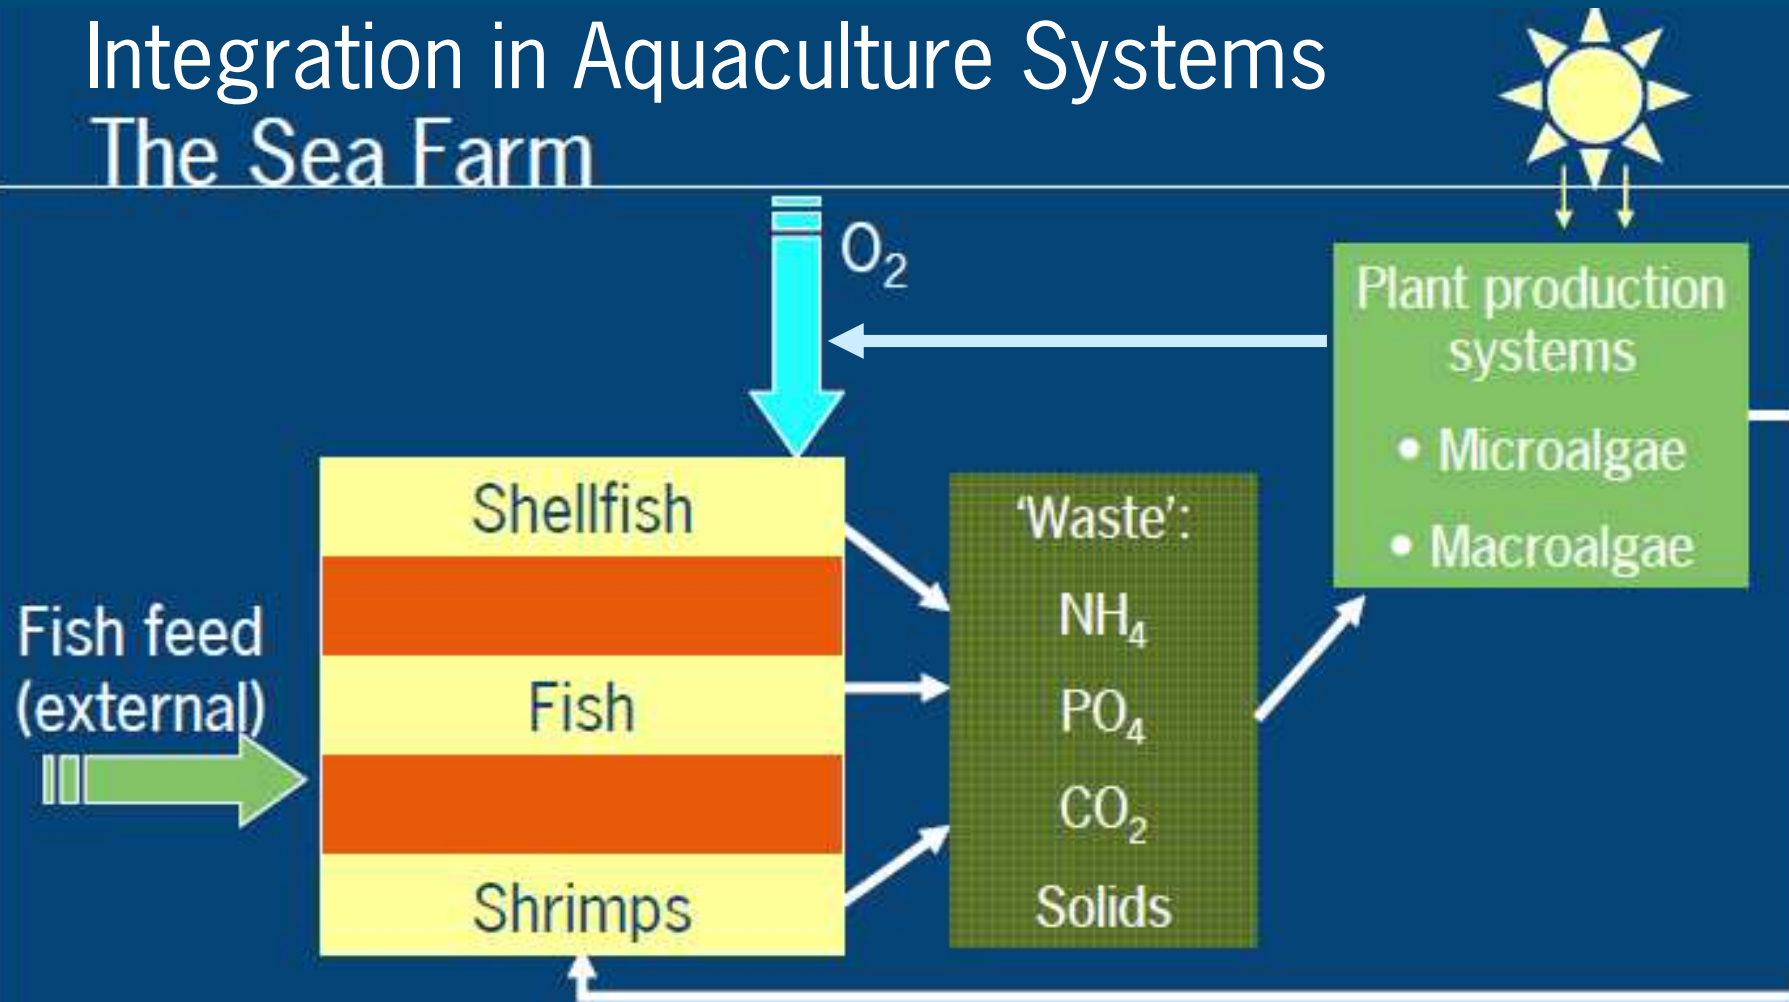 Integration in Aquaculture Systems
The Sea Farm
O₂
Plant production
systems
• Microalgae
• Macroalgae
Shellfish
Fish
Shrimps
Fish feed
(external)
‘Waste’:
NH₄
PO₄
CO₂
Solids